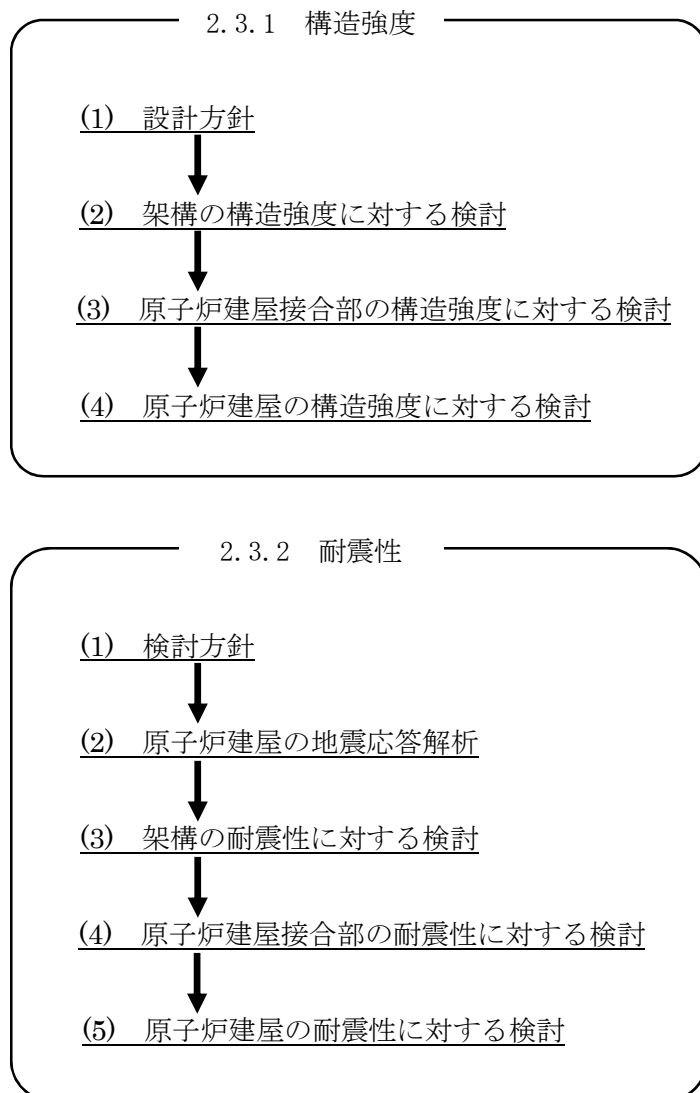 2.3.1 構造強度
(1) 設計方針
(2) 架構の構造強度に対する検討
(3) 原子炉建屋接合部の構造強度に対する検討
(4) 原子炉建屋の構造強度に対する検討
2.3.2 耐震性
(1) 検討方針
(2) 原子炉建屋の地震応答解析
(3) 架構の耐震性に対する検討
(4) 原子炉建屋接合部の耐震性に対する検討
(5) 原子炉建屋の耐震性に対する検討